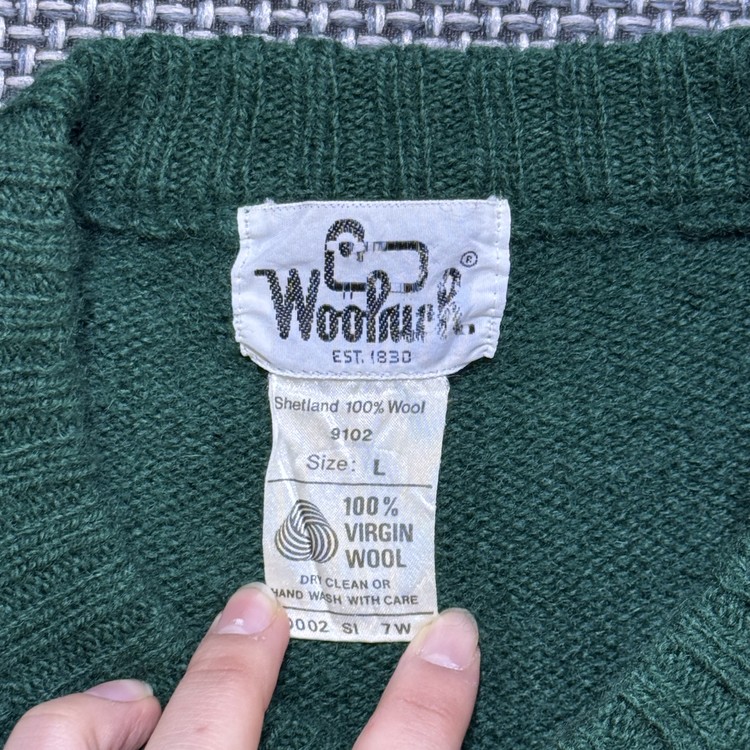 Woolrich.
®
EST. 1830
Shetland 100% Wool
9102
Size: L
100%
VIRGIN
WOOL
DRY CLEAN OR
HAND WASH WITH CARE
0002 SI 7W